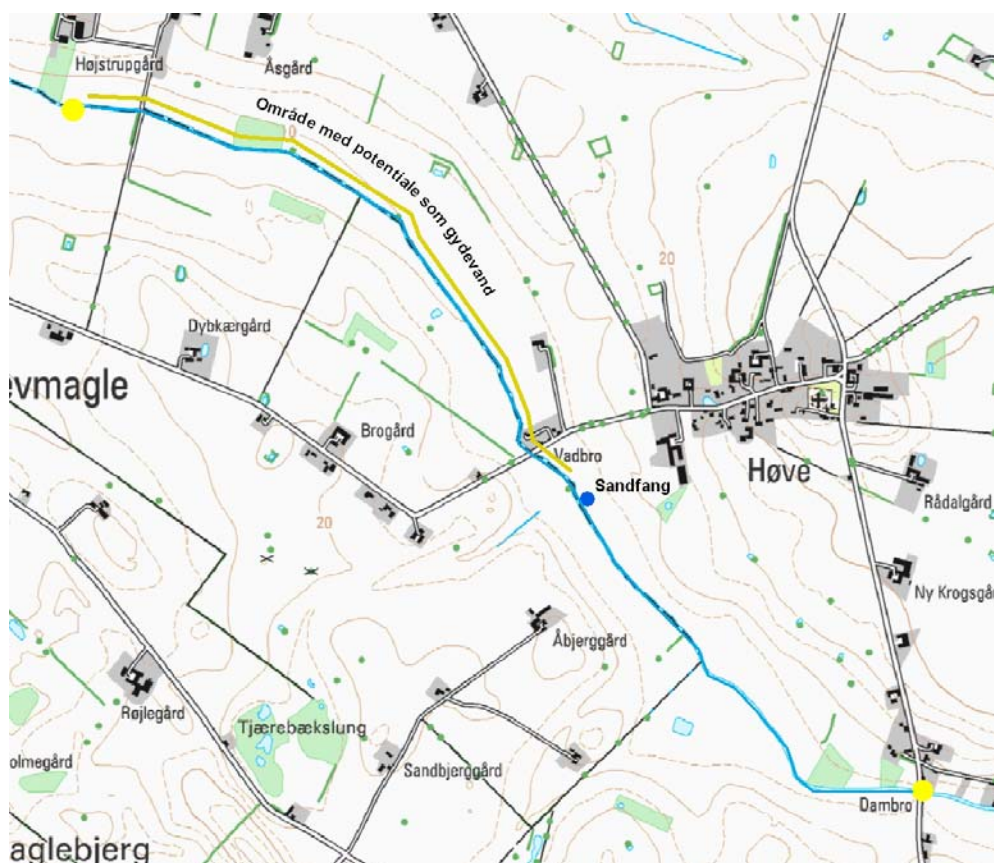 Højstrupgård
Åsgård
10
Område med potentiale som gydevand
20
Dybkærgård
evmagle
Brogård
Vadbro
Sandfang
Høve
Rådalgård
20
Ny Krogsgår
Åbjerggård
Røjlegård
Tjærebækslung
olmegård
Sandbjerggård
Dambro
aglebjerg